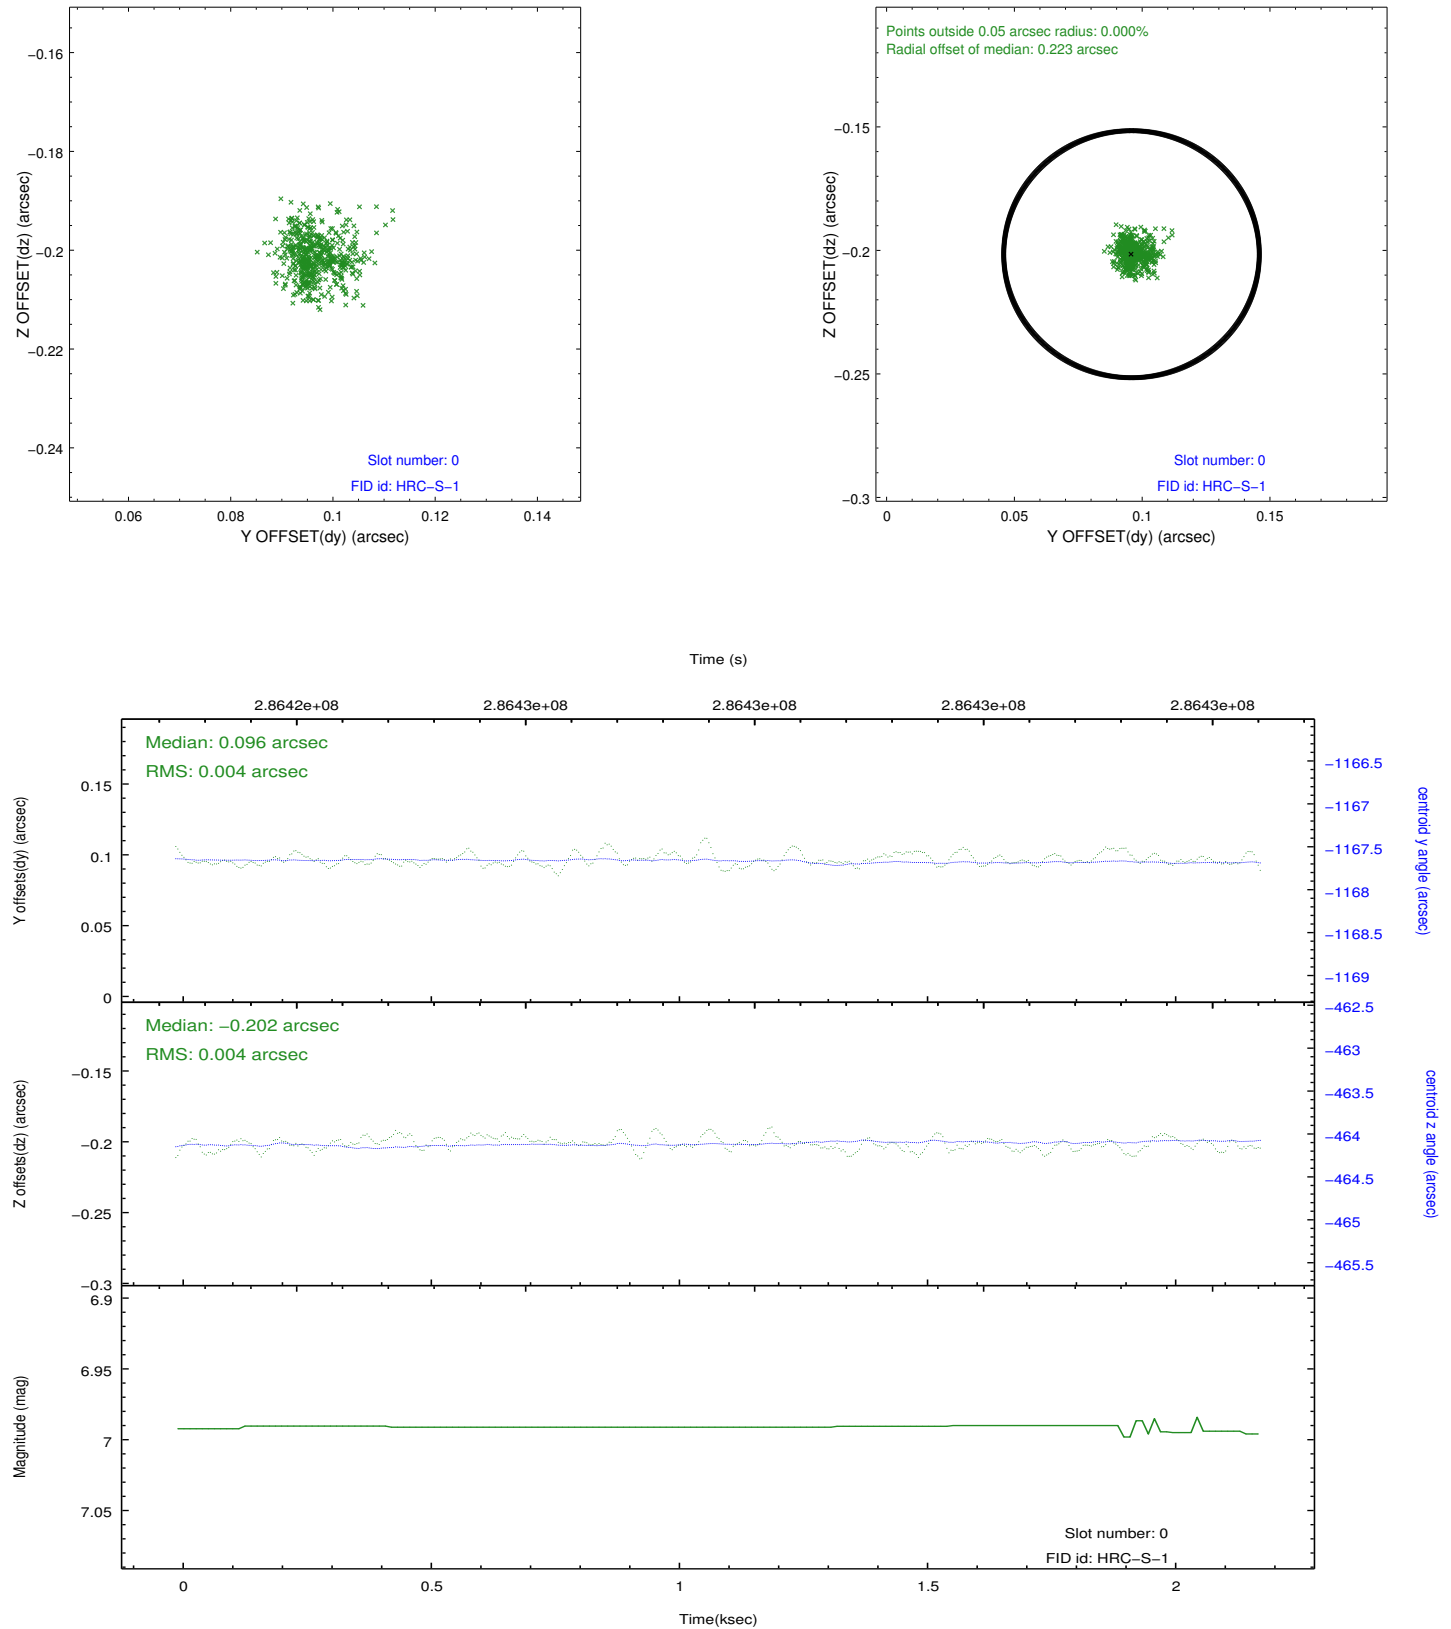 −0.16
−0.18
−0.2
−0.22
−0.24
Z OFFSET(dz) (arcsec)
Slot number: 0
FID id: HRC−S−1
0.06 0.08 0.1 0.12 0.14
Y OFFSET(dy) (arcsec)
Points outside 0.05 arcsec radius: 0.000%
Radial offset of median: 0.223 arcsec
−0.15
−0.2
−0.25
−0.3
Z OFFSET(dz) (arcsec)
Slot number: 0
FID id: HRC−S−1
0 0.05 0.1 0.15
Y OFFSET(dy) (arcsec)
Time (s)
2.8642e+08 2.8643e+08 2.8643e+08 2.8643e+08 2.8643e+08
Median: 0.096 arcsec
RMS: 0.004 arcsec
0.15
0.1
0.05
0
Y offsets(dy) (arcsec)
−1166.5
−1167
−1167.5
−1168
−1168.5
−1169
centroid y angle (arcsec)
Median: −0.202 arcsec
RMS: 0.004 arcsec
−0.15
−0.2
−0.25
−0.3
Z offsets(dz) (arcsec)
−462.5
−463
−463.5
−464
−464.5
−465
−465.5
centroid z angle (arcsec)
6.9
6.95
7
7.05
Magnitude (mag)
Slot number: 0
FID id: HRC−S−1
0 0.5 1 1.5 2
Time(ksec)